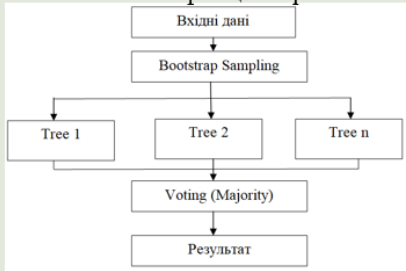 Вхідні дані
Bootstrap Sampling
Tree 1
Tree 2
Tree n
Voting (Majority)
Результат